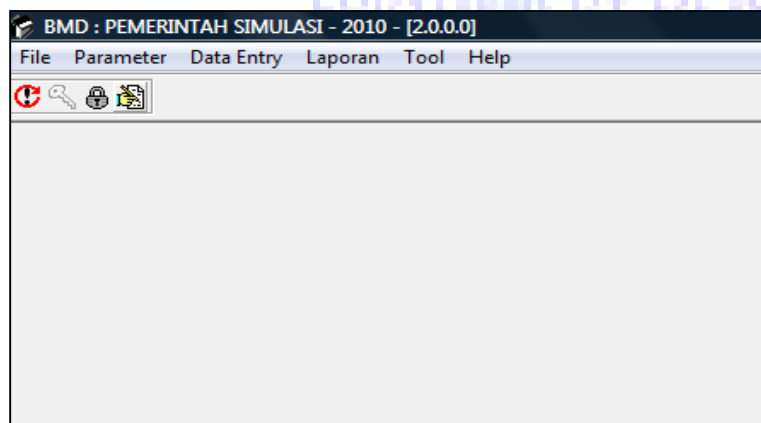 BMD : PEMERINTAH SIMULASI - 2010 - [2.0.0.0]
File Parameter Data Entry Laporan Tool Help